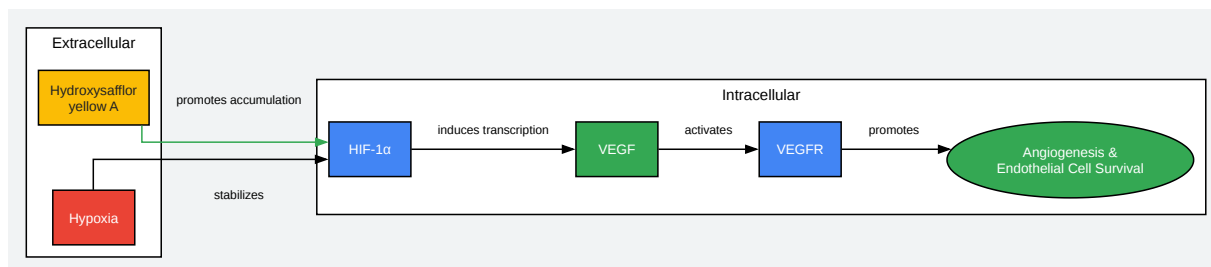 Extracellular
Hydroxysafflor
yellow A
promotes accumulation
Hypoxia
stabilizes
Intracellular
HIF-1α
induces transcription
VEGF
activates
VEGFR
promotes
Angiogenesis &
Endothelial Cell Survival